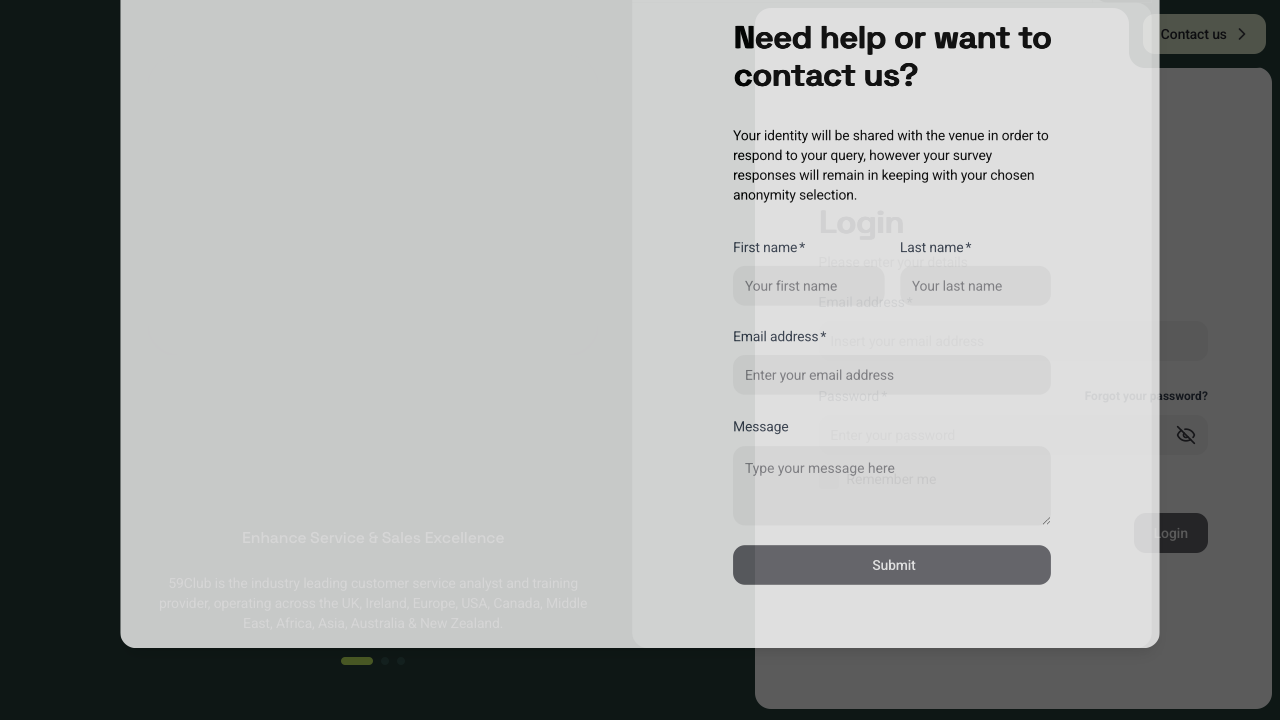 Contact us
Need help or want to
contact us?
Your identity will be shared with the venue in order to
respond to your query, however your survey
responses will remain in keeping with your chosen
anonymity selection.
Login
Please enter your details
First name*
Last name*
Your first name
Your last name
Email address*
Email address*
Insert your email address
Enter your email address
Password*
Forgot your password?
Message
Enter your password
Type your message here
Remember me
Login
Submit
Enhance Service & Sales Excellence
59Club is the industry leading customer service analyst and training
provider, operating across the UK, Ireland, Europe, USA, Canada, Middle
East, Africa, Asia, Australia & New Zealand.